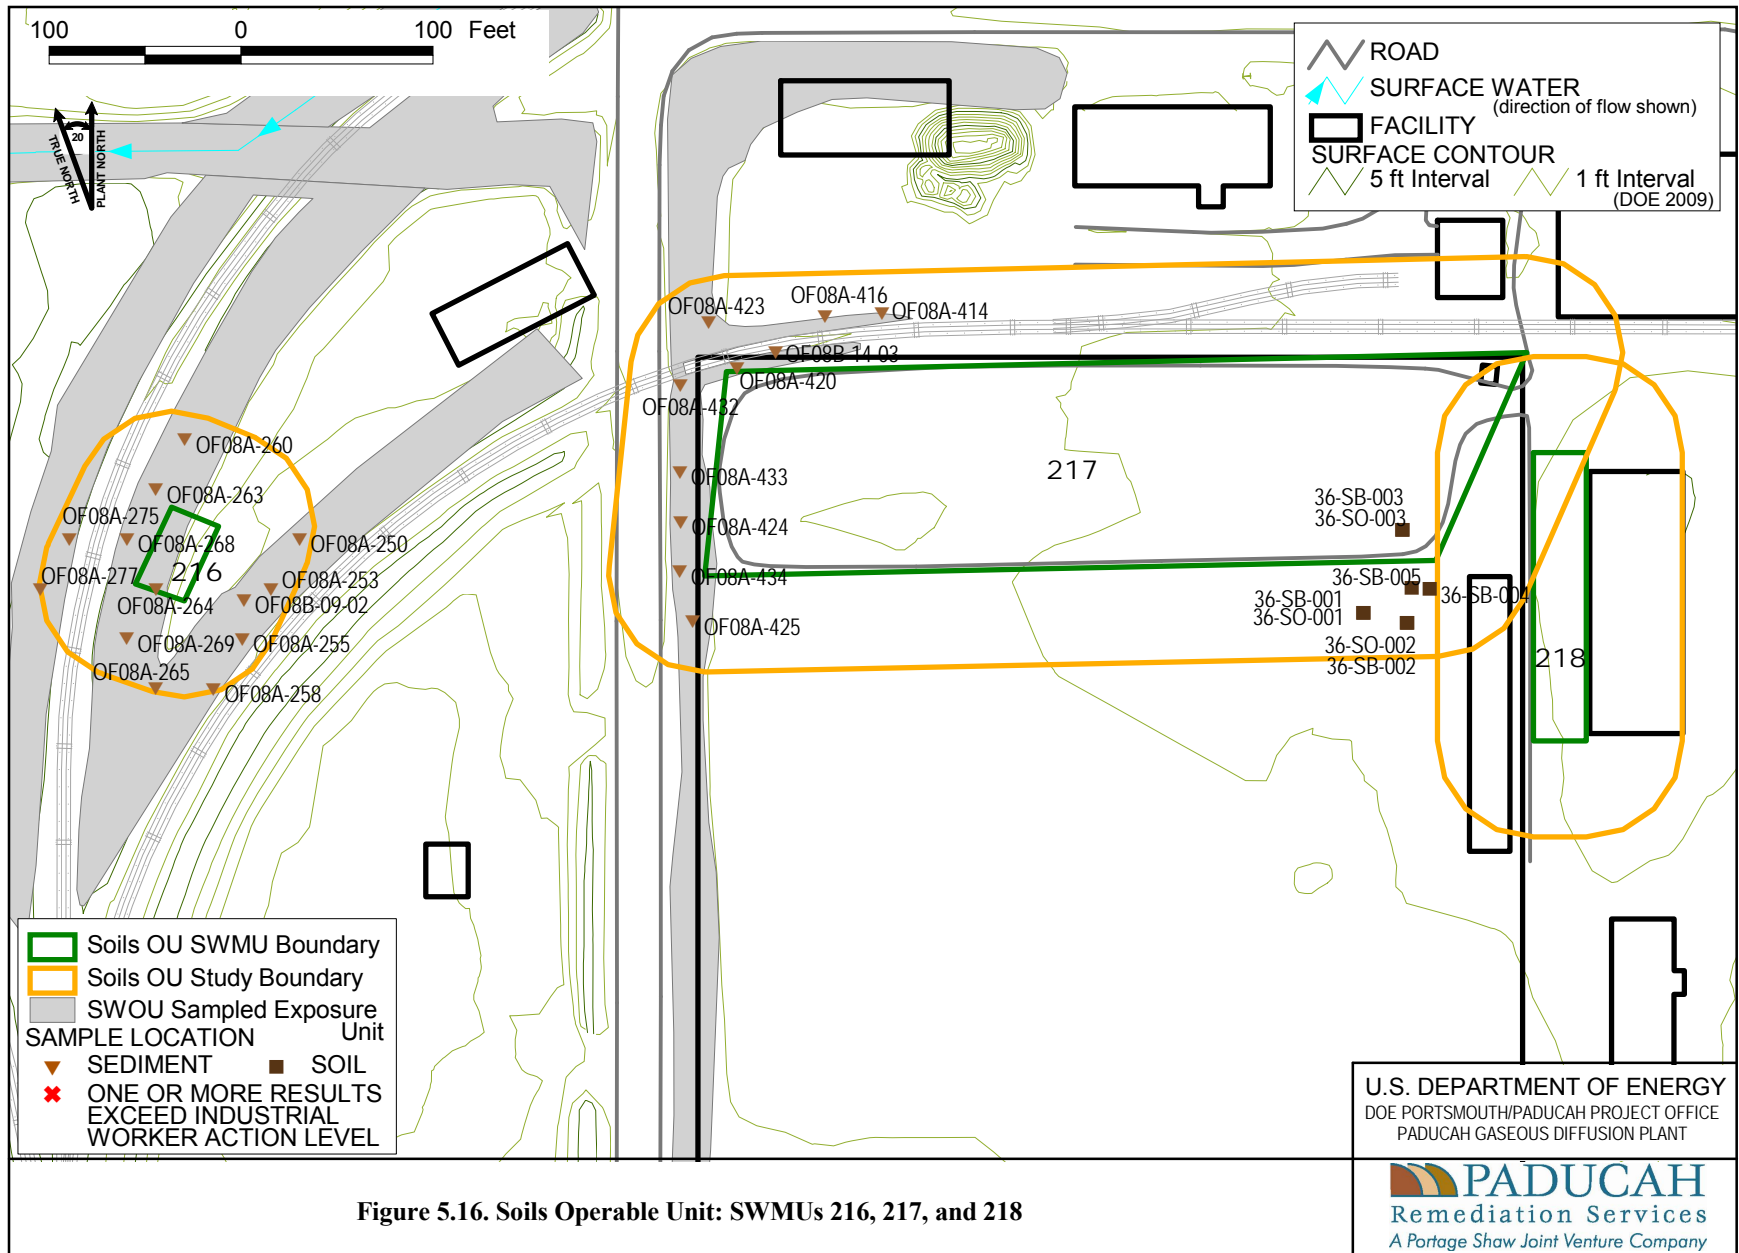 100 0 100 Feet
20
TRUE NORTH
PLANT NORTH
ROAD
SURFACE WATER
(direction of flow shown)
FACILITY
SURFACE CONTOUR
5 ft Interval 1 ft Interval
(DOE 2009)
OF08A-423
OF08A-416
OF08A-414
OF08B-14-03
OF08A-420
OF08A-432
OF08A-433
OF08A-424
OF08A-434
OF08A-425
217
36-SB-003
36-SO-003
36-SB-005
36-SB-004
36-SB-001
36-SO-001
36-SO-002
36-SB-002
218
OF08A-260
OF08A-263
OF08A-275
OF08A-268
OF08A-250
OF08A-277
216
OF08A-253
OF08A-264
OF08B-09-02
OF08A-269
OF08A-255
OF08A-265
OF08A-258
Soils OU SWMU Boundary
Soils OU Study Boundary
SWOU Sampled Exposure
Unit
SAMPLE LOCATION
SEDIMENT SOIL
ONE OR MORE RESULTS
EXCEED INDUSTRIAL
WORKER ACTION LEVEL
U.S. DEPARTMENT OF ENERGY
DOE PORTSMOUTH/PADUCAH PROJECT OFFICE
PADUCAH GASEOUS DIFFUSION PLANT
PADUCAH
Remediation Services
A Portage Shaw Joint Venture Company
Figure 5.16. Soils Operable Unit: SWMUs 216, 217, and 218